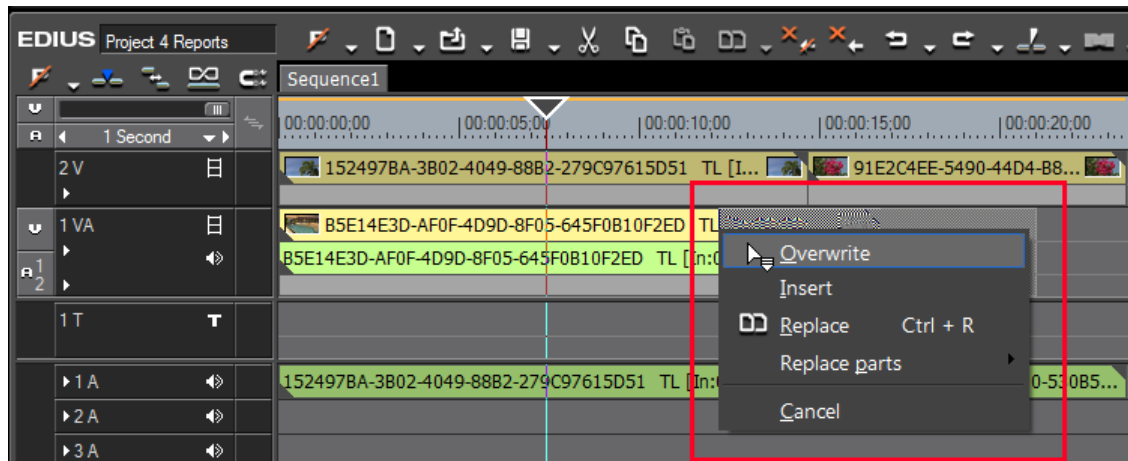 EDIUS Project 4 Reports
Sequence1
1 Second
00:00:00;00 00:00:05;00 00:00:10;00 00:00:15;00 00:00:20;00
2 V
152497BA-3B02-4049-88B2-279C97615D51 TL [I... 91E2C4EE-5490-44D4-B8...
1 VA
B5E14E3D-AF0F-4D9D-8F05-645F0B10F2ED TL
B5E14E3D-AF0F-4D9D-8F05-645F0B10F2ED TL [In:0
1
2
Overwrite
Insert
Replace Ctrl + R
Replace parts
Cancel
1 T T
1 A
152497BA-3B02-4049-88B2-279C97615D51 TL [In:0
0-530B5...
2 A
3 A